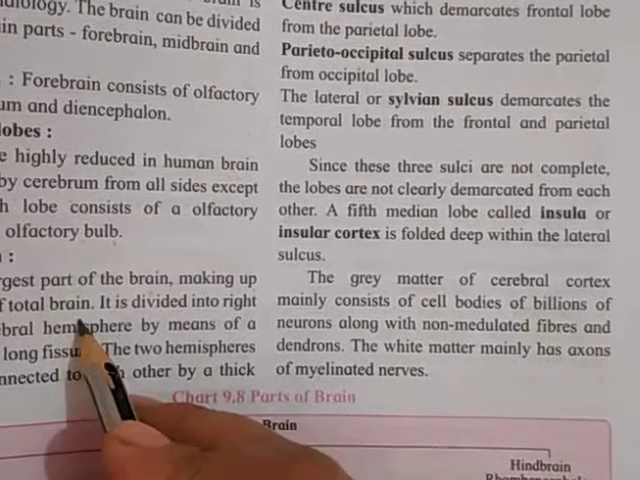 The brain can be divided
in parts - forebrain, midbrain and
: Forebrain consists of olfactory
um and diencephalon.
lobes :
e highly reduced in human brain
by cerebrum from all sides except
h lobe consists of a olfactory
olfactory bulb.
:
rgest part of the brain, making up
f total brain. It is divided into right
ebral hemisphere by means of a
long fissu The two hemispheres
nnected to other by a thick
Centre sulcus which demarcates frontal lobe
from the parietal lobe.
Parieto-occipital sulcus separates the parietal
from occipital lobe.
The lateral or sylvian sulcus demarcates the
temporal lobe from the frontal and parietal
lobes
Since these three sulci are not complete,
the lobes are not clearly demarcated from each
other. A fifth median lobe called insula or
insular cortex is folded deep within the lateral
sulcus.
The grey matter of cerebral cortex
mainly consists of cell bodies of billions of
neurons along with non-medulated fibres and
dendrons. The white matter mainly has axons
of myelinated nerves.
Chart 9.8 Parts of Brain
Brain
Hindbrain